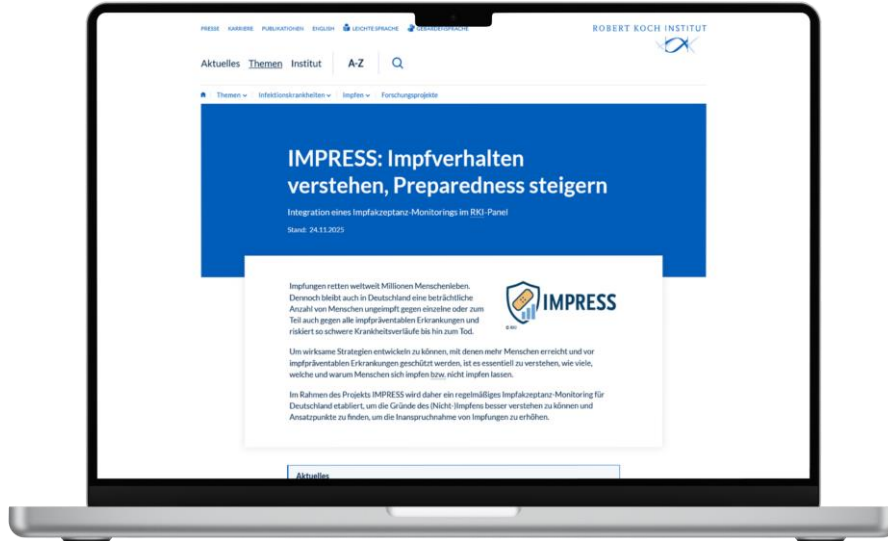 PRESSE KARRIERE PUBLIKATIONEN ENGLISH LEICHTE SPRACHE GEBÄRDENSPRACHE
ROBERT KOCH INSTITUT
Aktuelles Themen Institut A-Z
Themen Infektionskrankheiten Impfen Forschungsprojekte
IMPRESS: Impfverhalten
verstehen, Preparedness steigern
Integration eines Impfakzeptanz-Monitorings im RKI-Panel
Stand: 24.11.2025
Impfungen retten weltweit Millionen Menschenleben.
Dennoch bleibt auch in Deutschland eine beträchtliche
Anzahl von Menschen ungeimpft gegen einzelne oder zum
Teil auch gegen alle impfpräventablen Erkrankungen und
riskiert so schwere Krankheitsverläufe bis hin zum Tod.
IMPRESS
© RKI
Um wirksame Strategien entwickeln zu können, mit denen mehr Menschen erreicht und vor
impfpräventablen Erkrankungen geschützt werden, ist es essentiell zu verstehen, wie viele,
welche und warum Menschen sich impfen bzw. nicht impfen lassen.
Im Rahmen des Projekts IMPRESS wird daher ein regelmäßiges Impfakzeptanz-Monitoring für
Deutschland etabliert, um die Gründe des (Nicht-)Impfens besser verstehen zu können und
Ansatzpunkte zu finden, um die Inanspruchnahme von Impfungen zu erhöhen.
Aktuelles